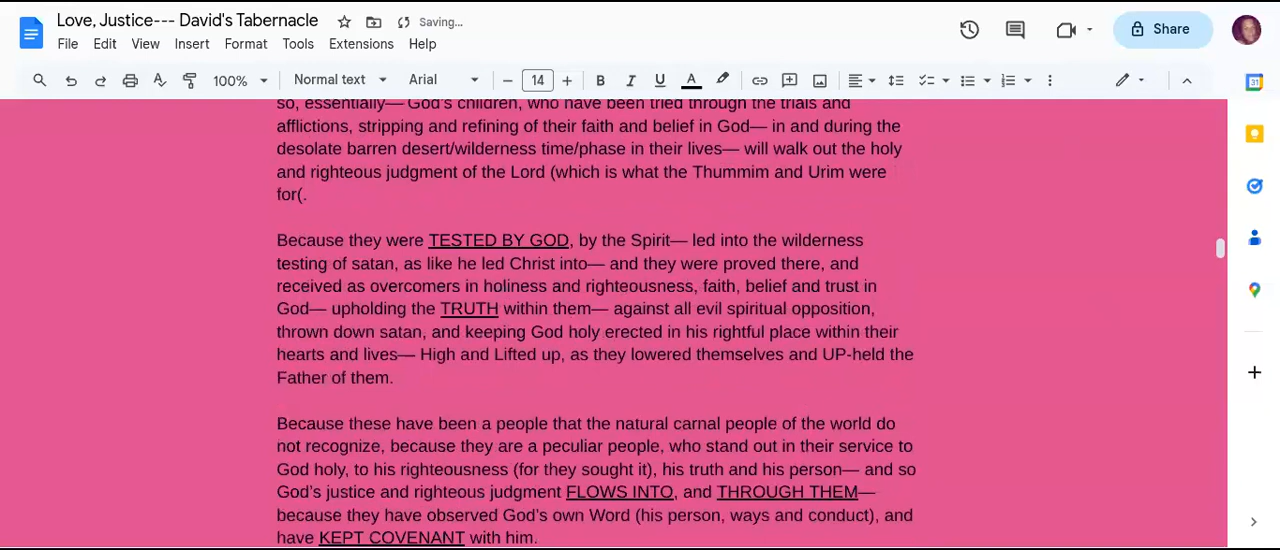 Love, Justice--- David's Tabernacle
Saving...
File Edit View Insert Format Tools Extensions Help
Share
100% Normal text Arial 14 B I U A
31
so, essentially— God's children, who have been tried through the trials and
afflictions, stripping and refining of their faith and belief in God— in and during the
desolate barren desert/wilderness time/phase in their lives— will walk out the holy
and righteous judgment of the Lord (which is what the Thummim and Urim were
for(.
Because they were TESTED BY GOD, by the Spirit— led into the wilderness
testing of satan, as like he led Christ into— and they were proved there, and
received as overcomers in holiness and righteousness, faith, belief and trust in
God— upholding the TRUTH within them— against all evil spiritual opposition,
thrown down satan, and keeping God holy erected in his rightful place within their
hearts and lives— High and Lifted up, as they lowered themselves and UP-held the
Father of them.
Because these have been a people that the natural carnal people of the world do
not recognize, because they are a peculiar people, who stand out in their service to
God holy, to his righteousness (for they sought it), his truth and his person— and so
God's justice and righteous judgment FLOWS INTO, and THROUGH THEM—
because they have observed God's own Word (his person, ways and conduct), and
have KEPT COVENANT with him.